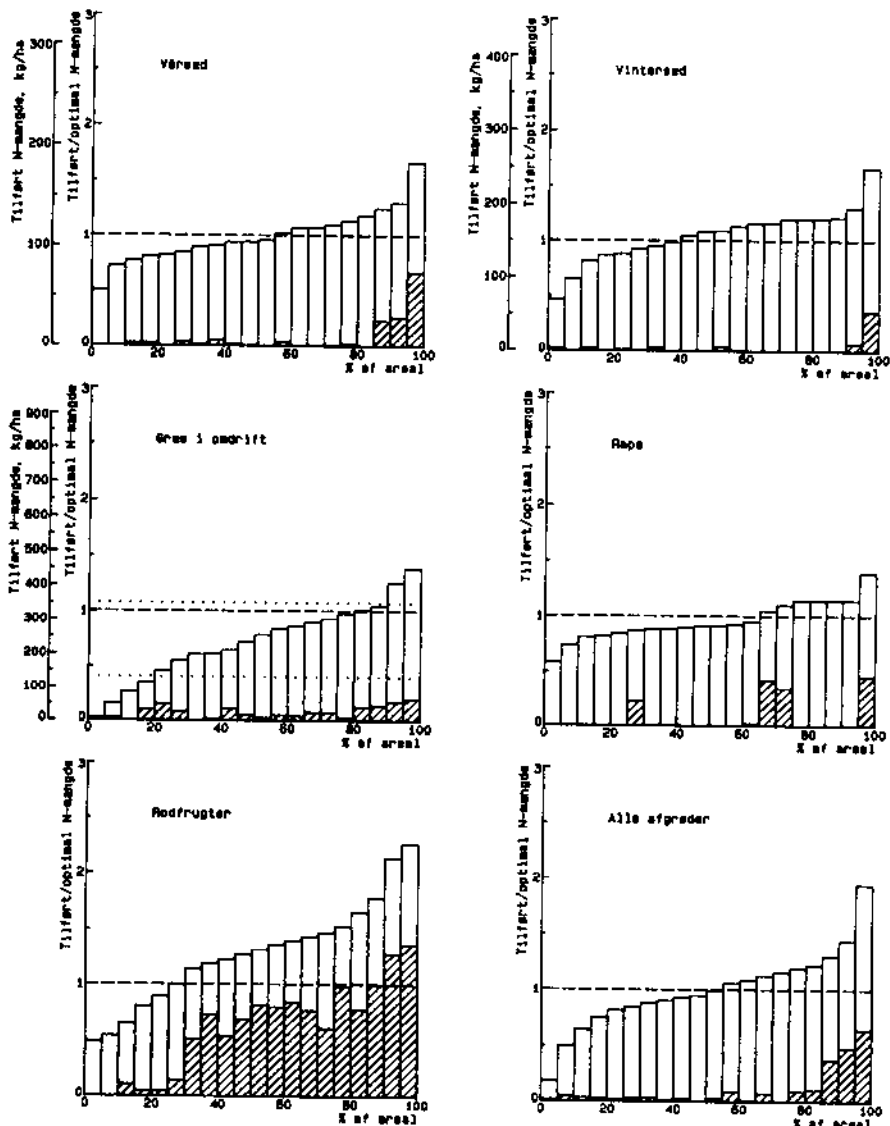 Vårsæd
Tilført N-mængde, kg/ha
300
200
100
0
Tilført/optimal N-mængde
3
2
1
0
0 20 40 60 80 100
% af areal
Vintersæd
Tilført N-mængde, kg/ha
400
300
200
100
0
Tilført/optimal N-mængde
3
2
1
0
0 20 40 60 80 100
% af areal
Græs i omdrift
Tilført N-mængde, kg/ha
900
800
700
600
500
400
300
200
100
0
Tilført/optimal N-mængde
3
2
1
0
20 40 60 80 100
% af areal
Raps
Tilført/optimal N-mængde
3
2
1
0
0 20 40 60 80 100
% af areal
Rodfrugter
Tilført/optimal N-mængde
3
2
1
0
0 20 40 60 80 100
% af areal
Alle afgrøder
Tilført/optimal N-mængde
3
2
1
0
0 20 40 60 80 100
% af areal